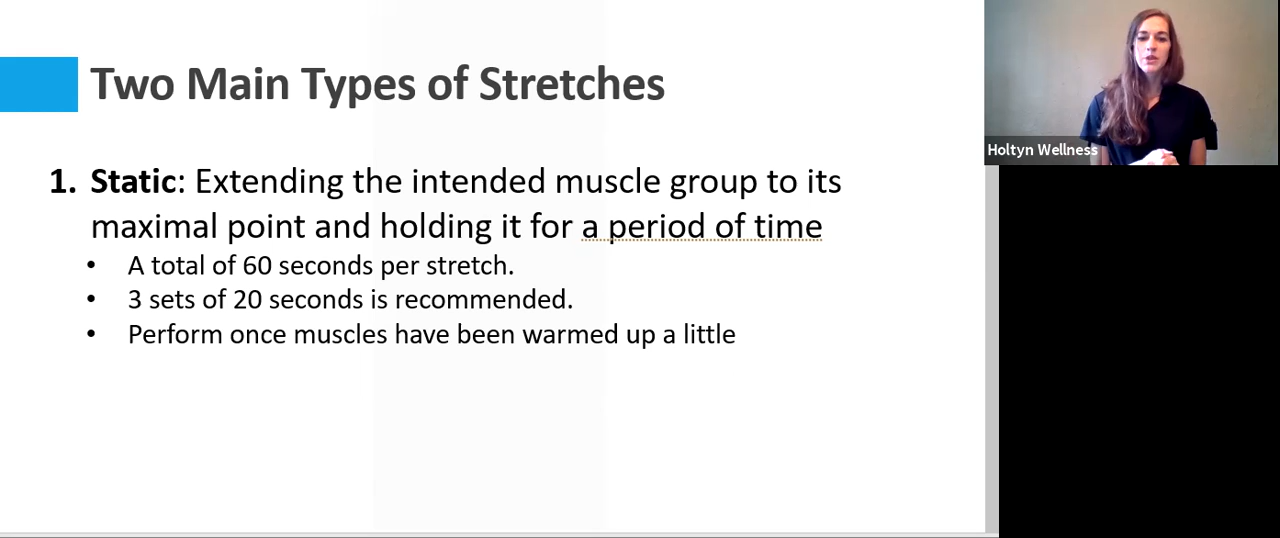 Two Main Types of Stretches
1. Static: Extending the intended muscle group to its
maximal point and holding it for a period of time
• A total of 60 seconds per stretch.
• 3 sets of 20 seconds is recommended.
• Perform once muscles have been warmed up a little
Holtyn Wellness